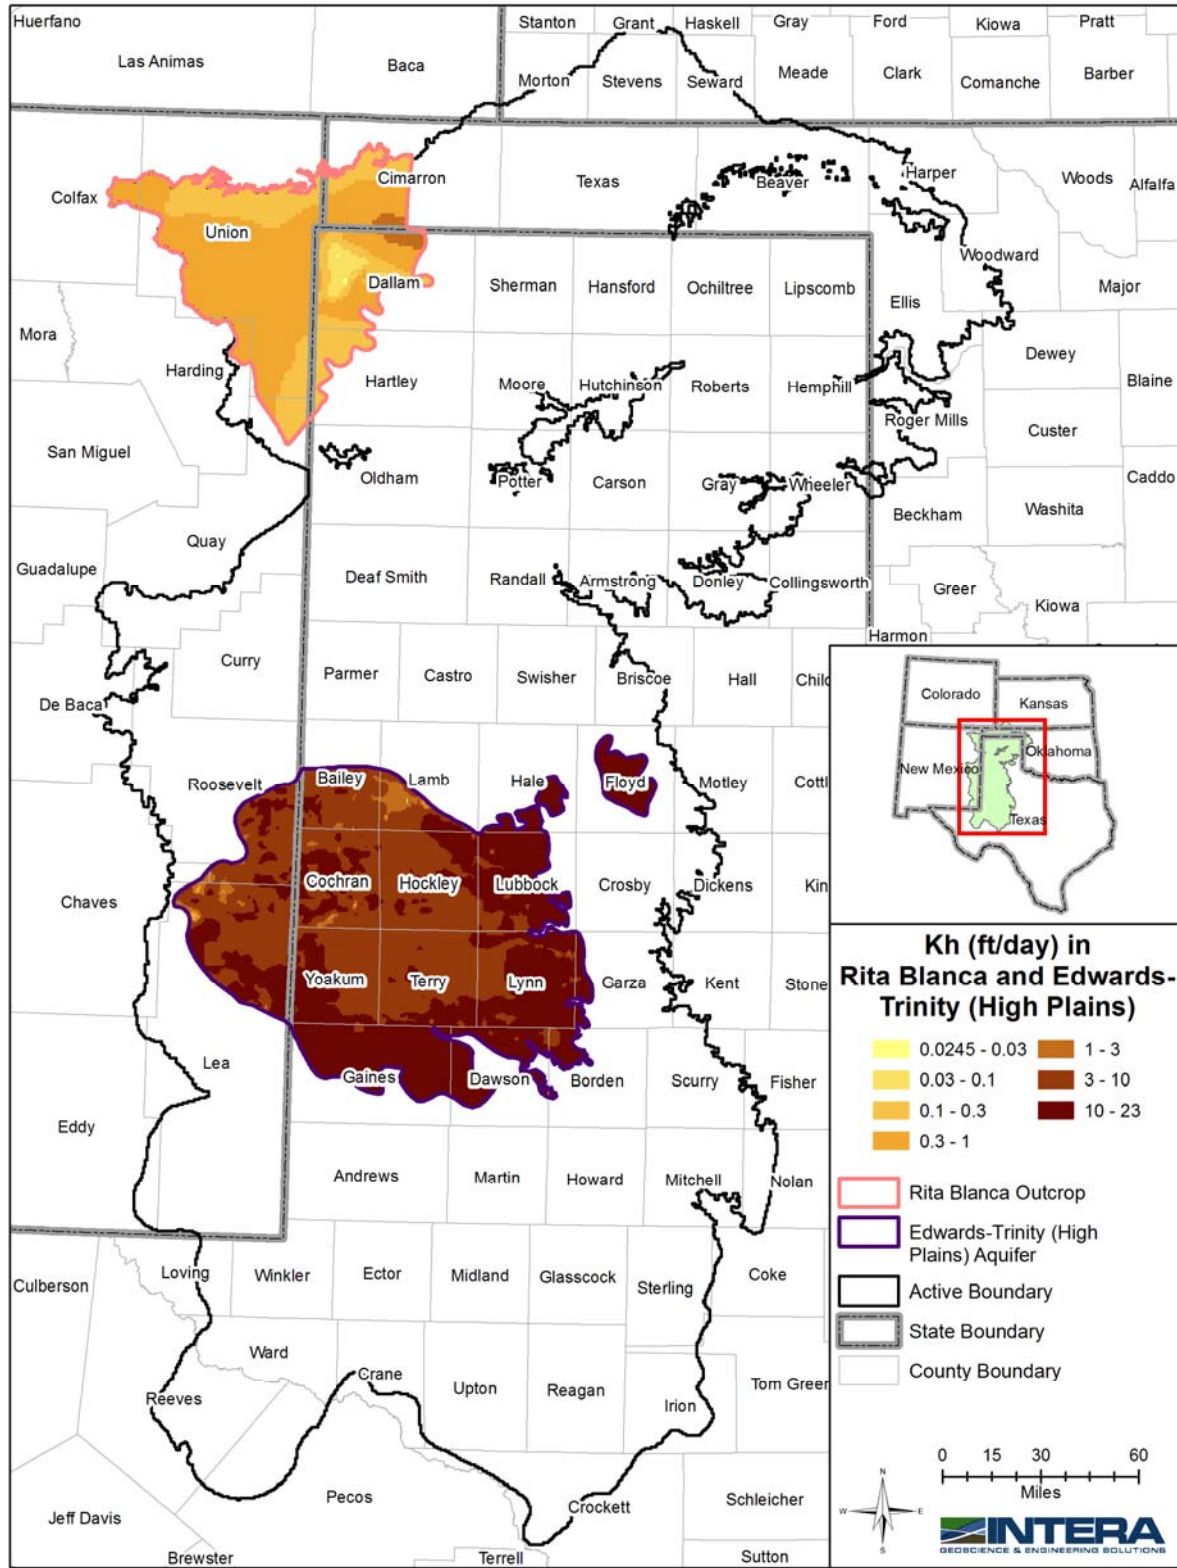 Huerfano
Las Animas
Baca
Stanton
Grant
Haskell
Gray
Ford
Kiowa
Pratt
Morton
Stevens
Seward
Meade
Clark
Comanche
Barber
Colfax
Union
Cimarron
Texas
Beaver
Harper
Woods
Alfalfa
Woodward
Major
Dallam
Sherman
Hansford
Ochiltree
Lipscomb
Ellis
Mora
Harding
Hartley
Moore
Hutchinson
Roberts
Hemphill
Dewey
Blaine
Roger Mills
Custer
San Miguel
Oldham
Potter
Carson
Gray
Wheeler
Caddo
Beckham
Washita
Quay
Guadalupe
Deaf Smith
Randall
Armstrong
Donley
Collingsworth
Greer
Kiowa
Harmon
Curry
Parmer
Castro
Swisher
Briscoe
Hall
Chilc
De Baca
Roosevelt
Bailey
Lamb
Hale
Floyd
Motley
Cottl
Chaves
Cochran
Hockley
Lubbock
Crosby
Dickens
Kin
Yoakum
Terry
Lynn
Garza
Kent
Stone
Lea
Gaines
Dawson
Borden
Scurry
Fisher
Eddy
Andrews
Martin
Howard
Mitchell
Nolan
Culberson
Loving
Winkler
Ector
Midland
Glasscock
Sterling
Coke
Ward
Crane
Reeves
Upton
Reagan
Irion
Tom Green
Pecos
Crockett
Schleicher
Jeff Davis
Brewster
Terrell
Sutton
Colorado
Kansas
New Mexico
Oklahoma
Texas
Kh (ft/day) in
Rita Blanca and Edwards-
Trinity (High Plains)
0.0245 - 0.03
0.03 - 0.1
0.1 - 0.3
0.3 - 1
1 - 3
3 - 10
10 - 23
Rita Blanca Outcrop
Edwards-Trinity (High
Plains) Aquifer
Active Boundary
State Boundary
County Boundary
0 15 30 60
Miles
N
W E
S
INTERA
GEOSCIENCE & ENGINEERING SOLUTIONS